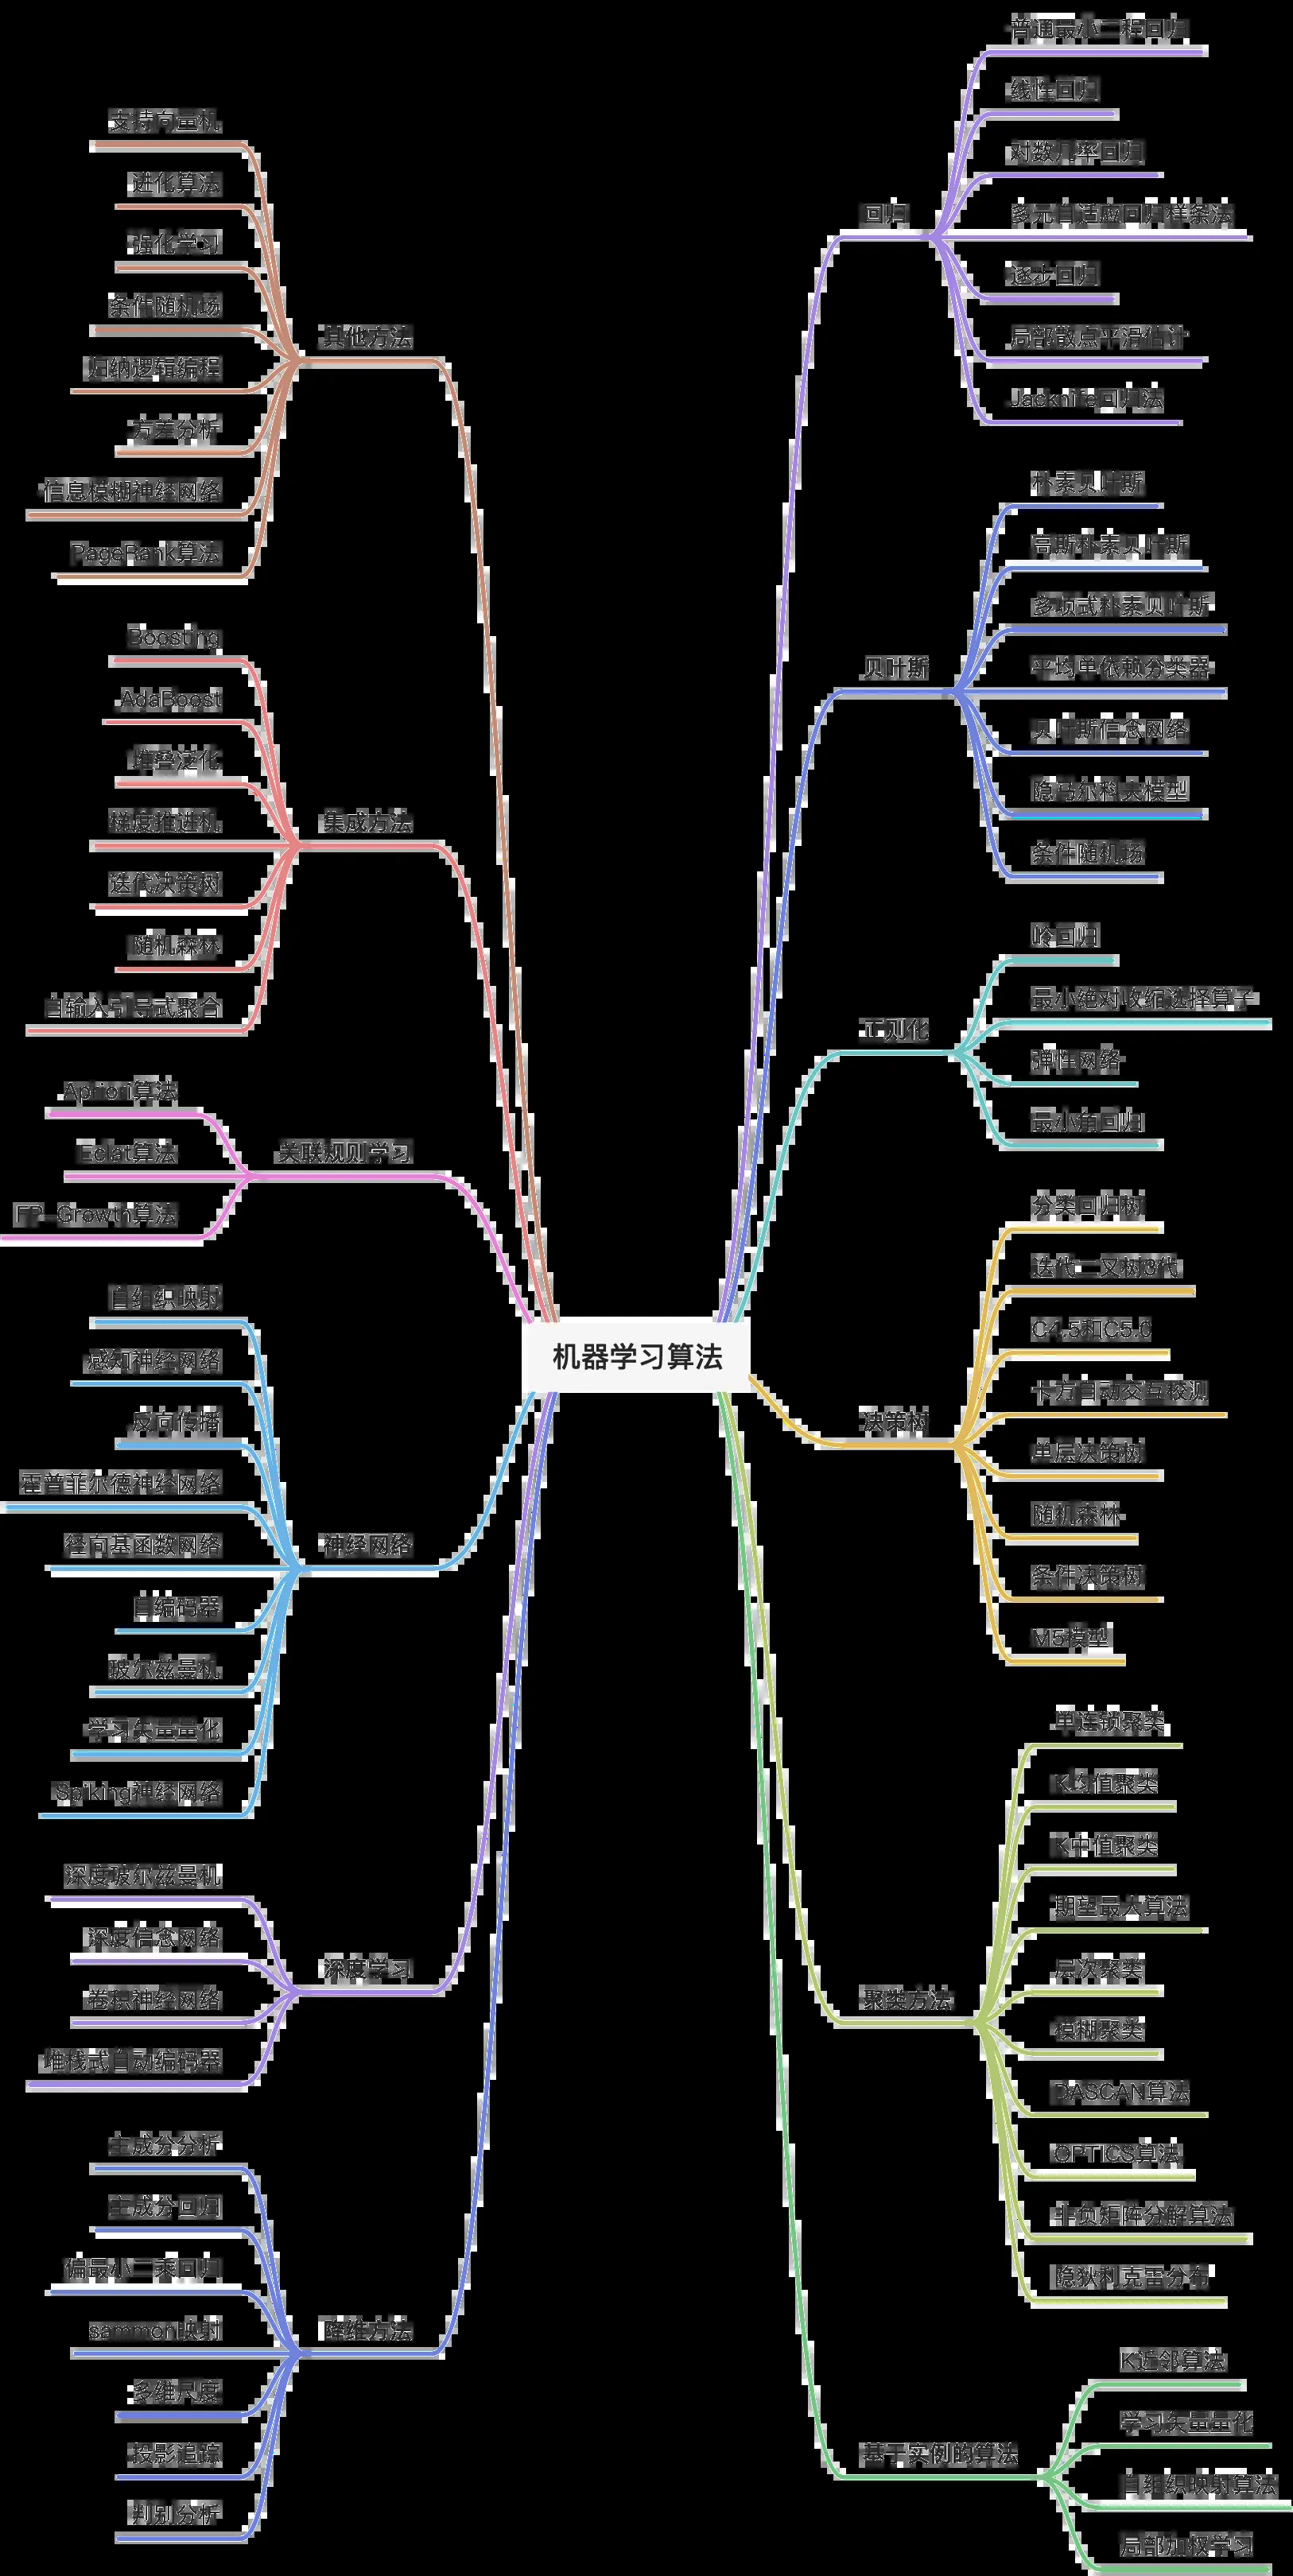 机器学习算法
回归
普通最小二程回归
线性回归
对数几率回归
多元自适应回归样条法
逐步回归
局部散点平滑估计
Jacknife回归法
贝叶斯
朴素贝叶斯
高斯朴素贝叶斯
多项式朴素贝叶斯
平均单依赖分类器
贝叶斯信念网络
隐马尔科夫模型
条件随机场
正则化
岭回归
最小绝对收缩选择算子
弹性网络
最小角回归
决策树
分类回归树
迭代二叉树3代
C4.5和C5.0
卡方自动交互检测
单层决策树
随机森林
条件决策树
M5模型
聚类方法
单连锁聚类
K均值聚类
K中值聚类
期望最大算法
层次聚类
模糊聚类
DASCAN算法
OPTICS算法
非负矩阵分解算法
隐狄利克雷分布
基于实例的算法
K近邻算法
学习矢量量化
自组织映射算法
局部加权学习
其他方法
支持向量机
进化算法
强化学习
条件随机场
归纳逻辑编程
方差分析
信息模糊神经网络
PageRank算法
集成方法
Boosting
AdaBoost
堆叠泛化
梯度推进机
迭代决策树
随机森林
自输入引导式聚合
关联规则学习
Apriori算法
Eclat算法
FP-Growth算法
神经网络
自组织映射
感知神经网络
反向传播
霍普菲尔德神经网络
径向基函数网络
自编码器
玻尔兹曼机
学习矢量量化
Spiking神经网络
深度学习
深度玻尔兹曼机
深度信念网络
卷积神经网络
堆栈式自动编码器
降维方法
主成分分析
主成分回归
偏最小二乘回归
sammon映射
多维尺度
投影追踪
判别分析